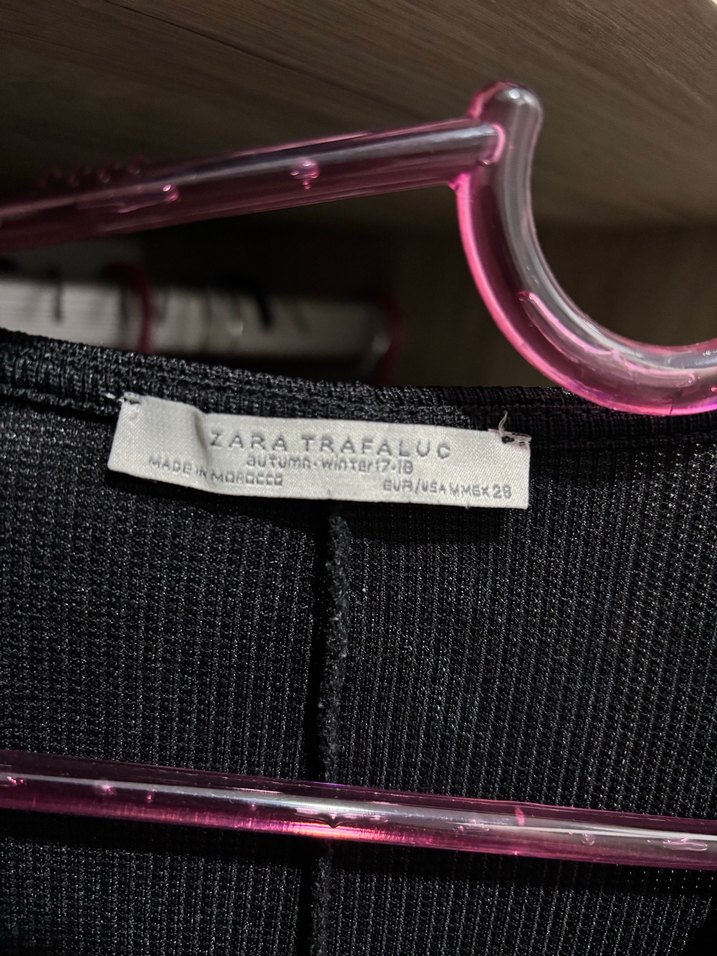 ZARA TRAFALUC
autumn·winter 17·18
MADE IN MOROCCO
EUR/USA M MEX 28